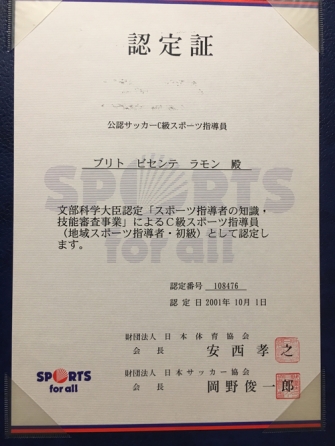 認定証
公認サッカーC級スポーツ指導員
ブリト ビセンテ ラモン 殿
文部科学大臣認定「スポーツ指導者の知識・
技能審査事業」によるC級スポーツ指導員
（地域スポーツ指導者・初級）として認定し
ます。
認定番号 108476
認定日 2001年 10月 1日
財団法人 日本体育協会
会長 安西孝之
財団法人 日本サッカー協会
会長 岡野俊一郎
SPORTS
for all
SPORTS
for all